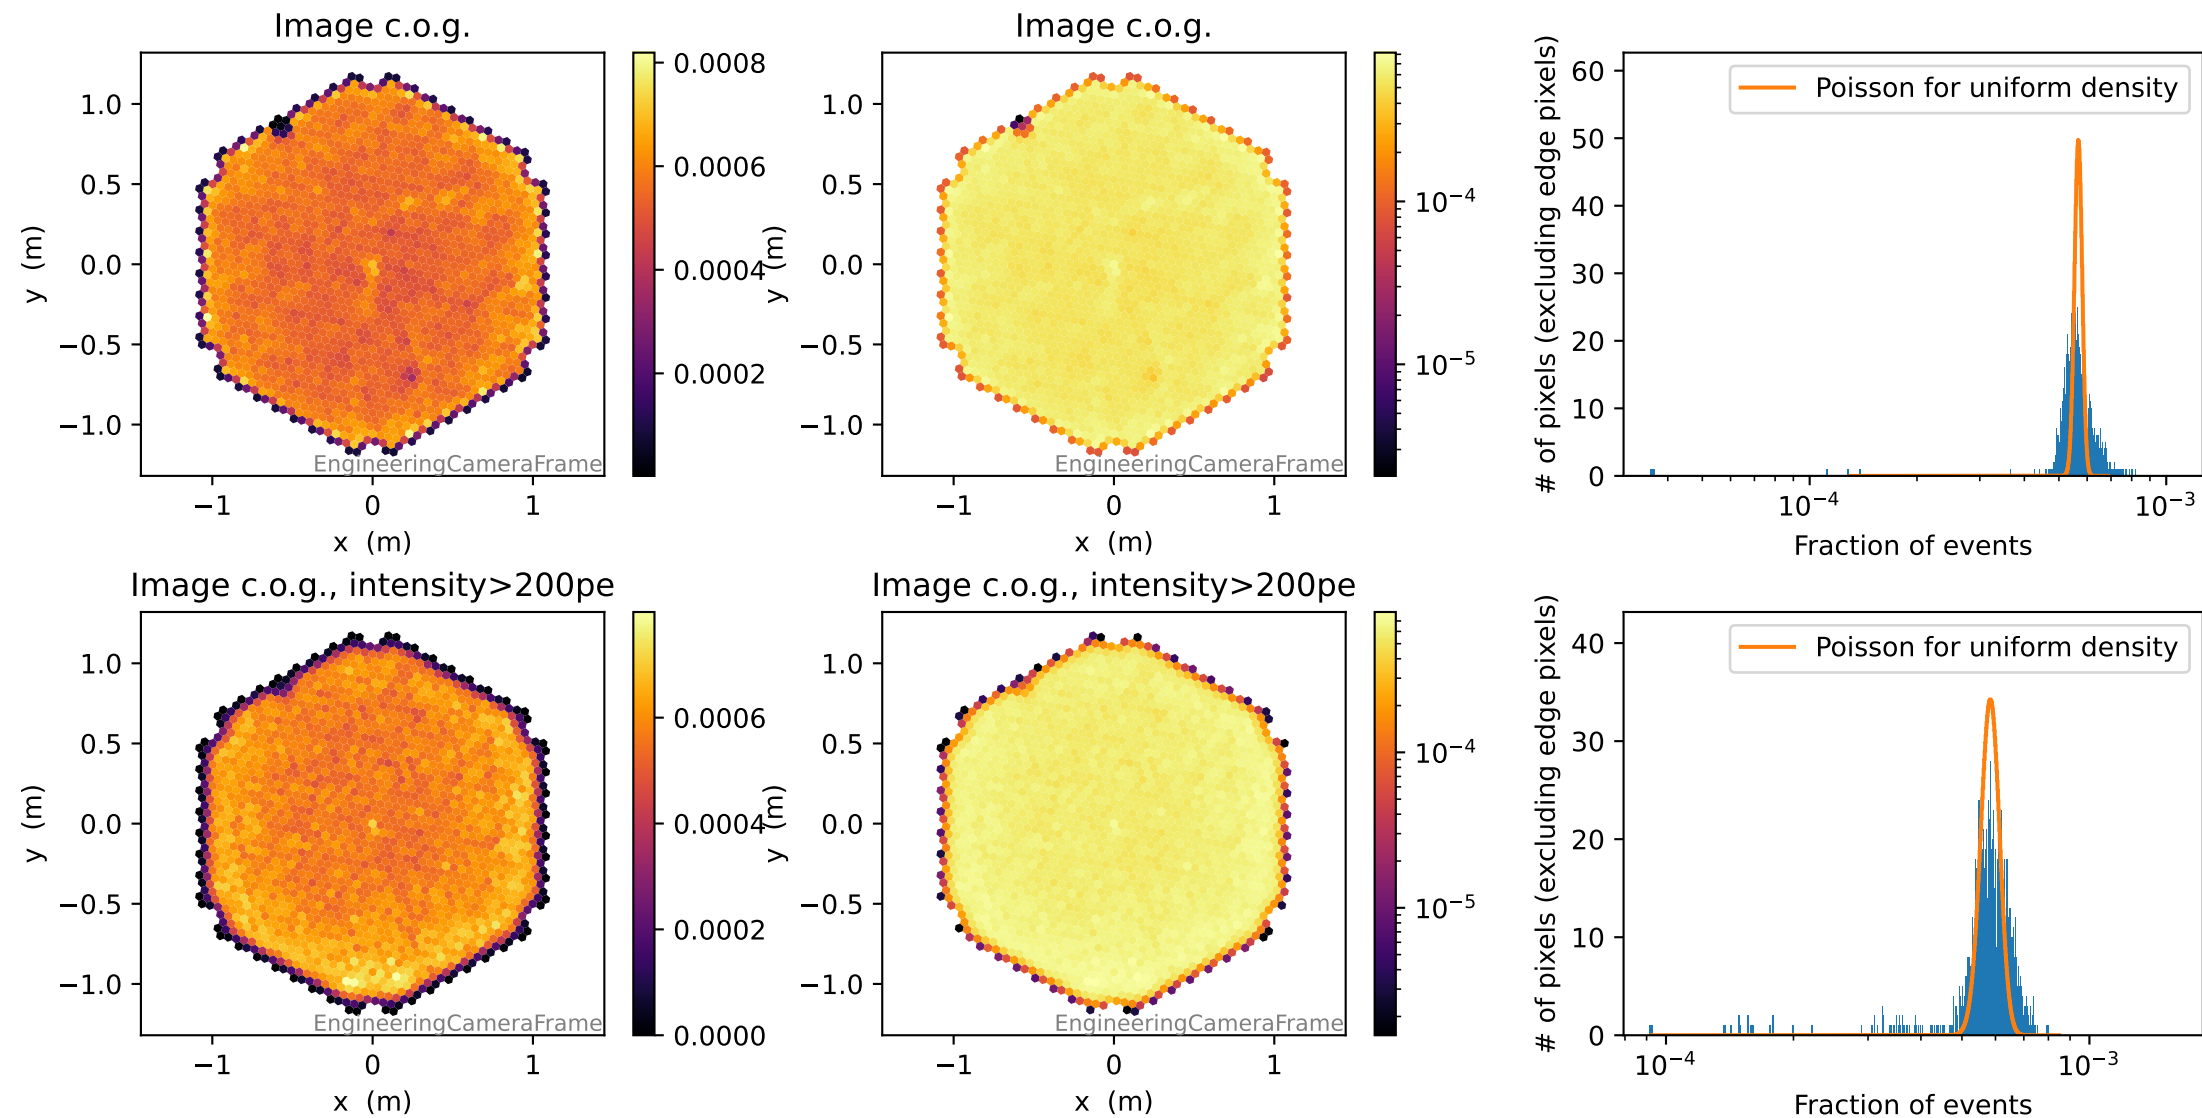 Image c.o.g.
1.0
0.5
0.0
−0.5
−1.0
y (m)
−1
0
1
x (m)
EngineeringCameraFrame
0.0008
0.0006
0.0004
0.0002
Image c.o.g.
1.0
0.5
0.0
−0.5
−1.0
y (m)
−1
0
1
x (m)
EngineeringCameraFrame
10⁻⁴
10⁻⁵
# of pixels (excluding edge pixels)
60
50
40
30
20
10
0
Poisson for uniform density
10⁻⁴
10⁻³
Fraction of events
Image c.o.g., intensity>200pe
1.0
0.5
0.0
−0.5
−1.0
y (m)
−1
0
1
x (m)
EngineeringCameraFrame
0.0006
0.0004
0.0002
0.0000
Image c.o.g., intensity>200pe
1.0
0.5
0.0
−0.5
−1.0
y (m)
−1
0
1
x (m)
EngineeringCameraFrame
10⁻⁴
10⁻⁵
# of pixels (excluding edge pixels)
40
30
20
10
0
Poisson for uniform density
10⁻⁴
10⁻³
Fraction of events